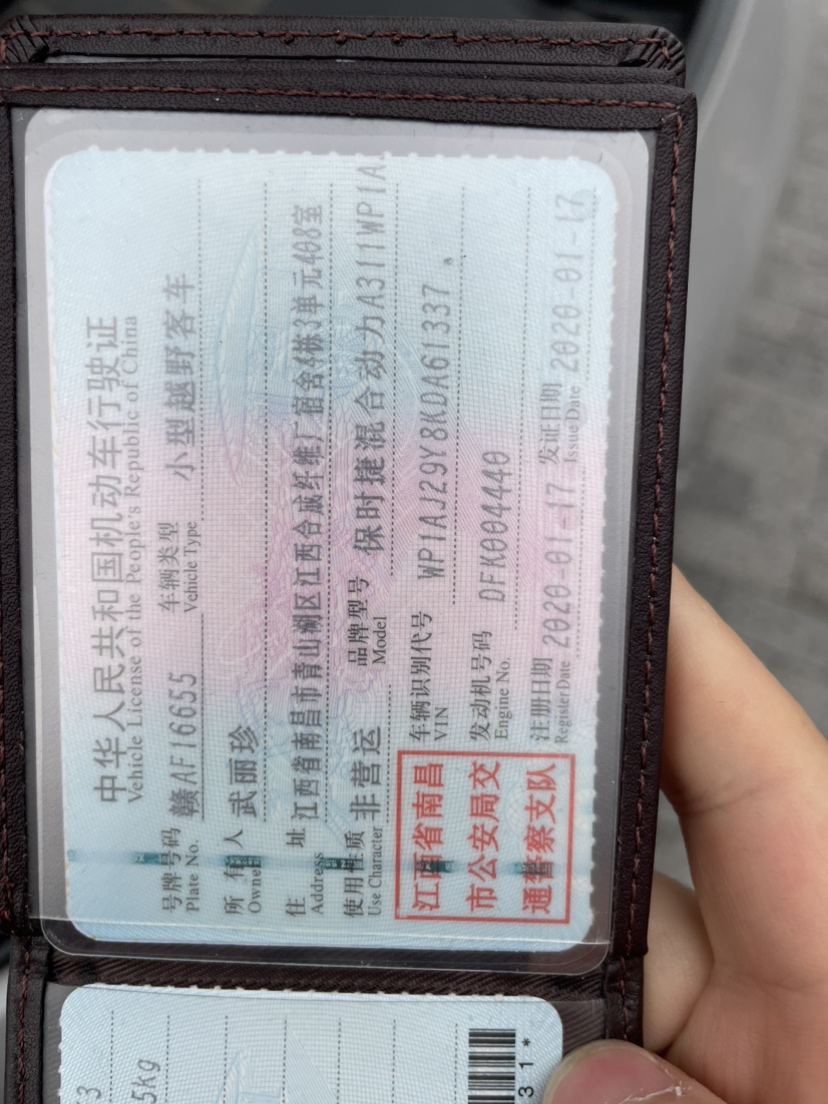 中华人民共和国机动车行驶证
Vehicle License of the People's Republic of China
号牌号码 赣AF16655 车辆类型 小型越野客车
Plate No. Vehicle Type
所有人 武丽珍
Owner
住址 江西省南昌市青山湖区江西合成纤维厂宿舍4栋3单元408室
Address
使用性质 非营运 品牌型号 保时捷混合动力A3111WP1A
Use Character Model
江西省南昌
市公安局交
通警察支队
车辆识别代号 WP1AJ29Y8KDA61337
VIN
发动机号码 DFK004440
Engine No.
注册日期 2020-01-17 发证日期 2020-01-17
Register Date Issue Date
3
5kg
31*